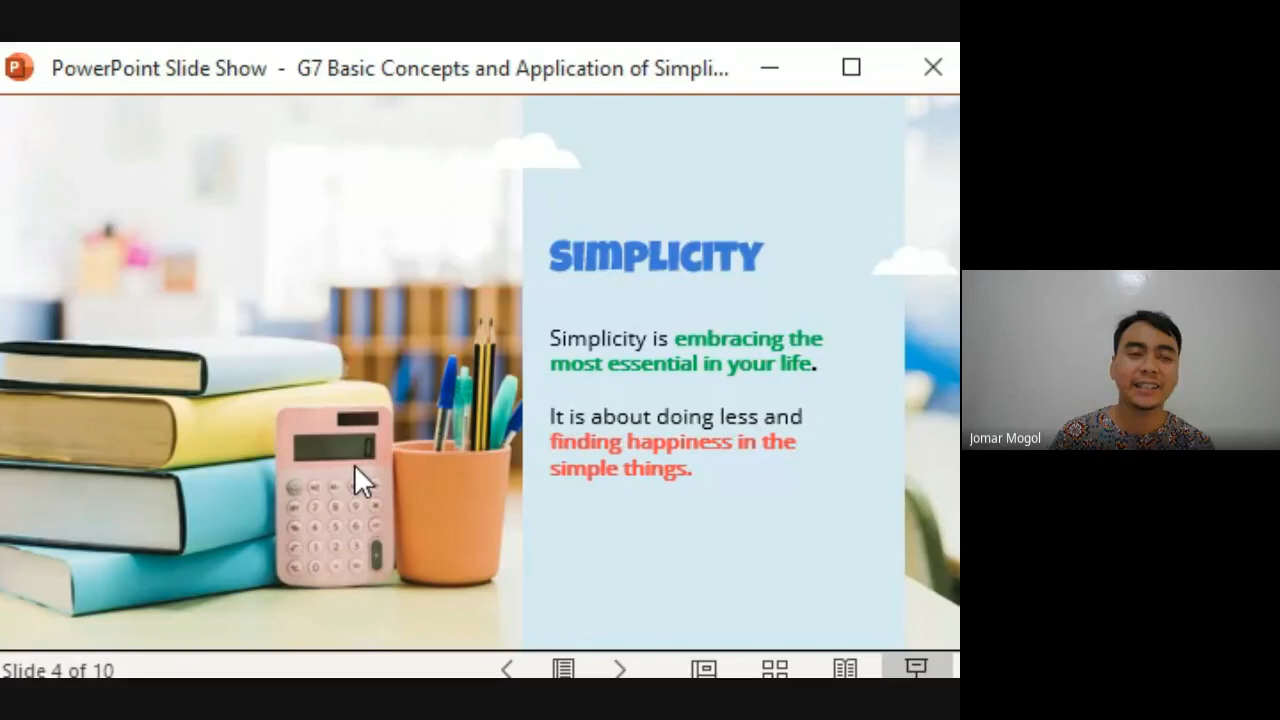 PowerPoint Slide Show - G7 Basic Concepts and Application of Simpli...
SIMPLICITY
Simplicity is embracing the
most essential in your life.
It is about doing less and
finding happiness in the
simple things.
Jomar Mogol
Slide 4 of 10